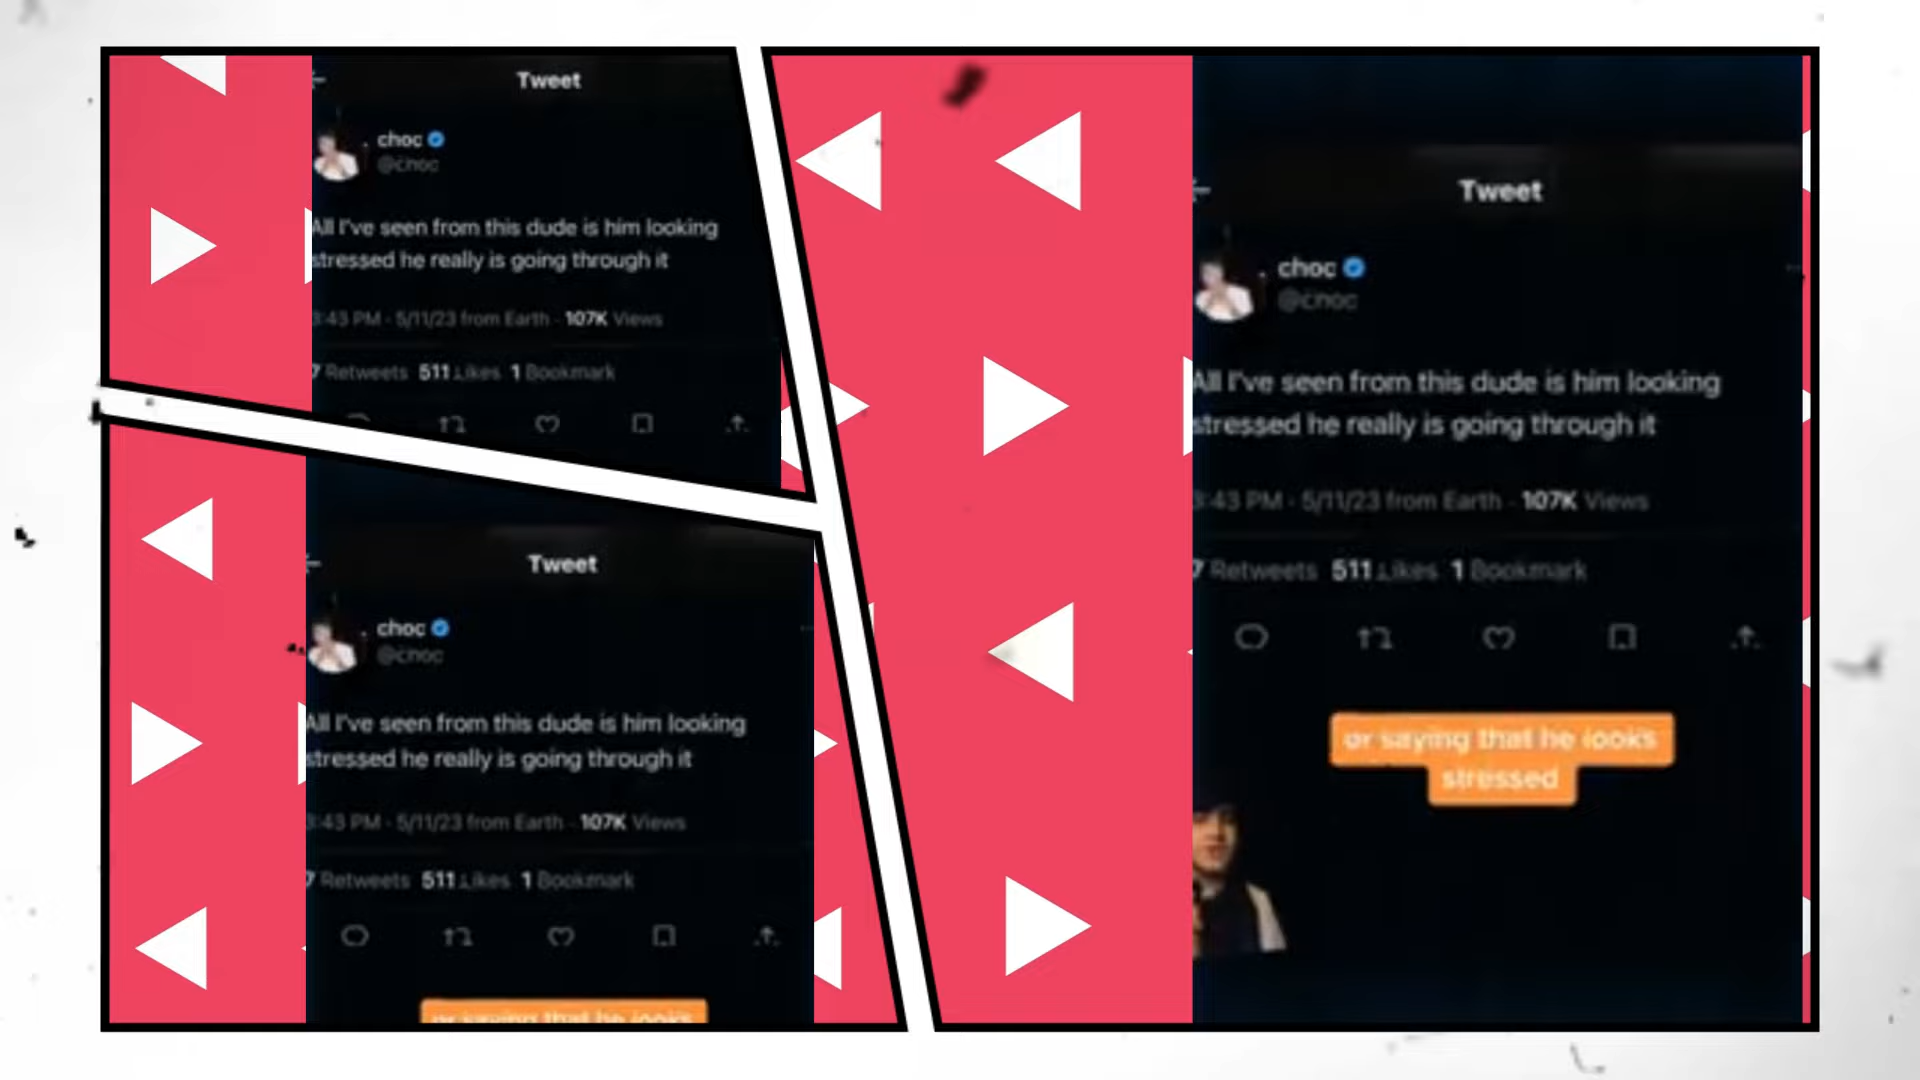 Tweet
choc
@choc
All I've seen from this dude is him looking
stressed he really is going through it
3:43 PM · 5/11/23 from Earth · 107K Views
7 Retweets 511 Likes 1 Bookmark
Tweet
choc
@choc
All I've seen from this dude is him looking
stressed he really is going through it
3:43 PM · 5/11/23 from Earth · 107K Views
7 Retweets 511 Likes 1 Bookmark
or saying that he looks
Tweet
choc
@choc
All I've seen from this dude is him looking
stressed he really is going through it
3:43 PM · 5/11/23 from Earth · 107K Views
7 Retweets 511 Likes 1 Bookmark
or saying that he looks
stressed